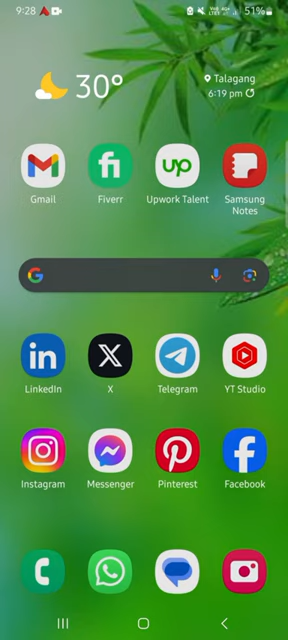 9:28
51%
30°
Talagang
6:19 pm
Gmail
Fiverr
Upwork Talent
Samsung
Notes
LinkedIn
X
Telegram
YT Studio
Instagram
Messenger
Pinterest
Facebook